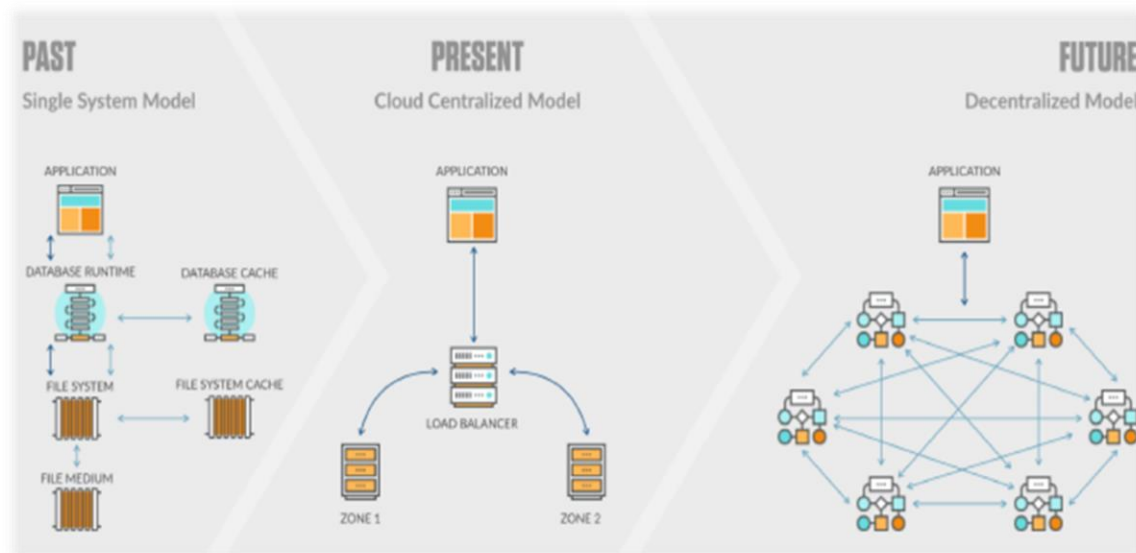 PAST
Single System Model
APPLICATION
DATABASE RUNTIME
DATABASE CACHE
FILE SYSTEM
FILE SYSTEM CACHE
FILE MEDIUM
PRESENT
Cloud Centralized Model
APPLICATION
LOAD BALANCER
ZONE 1
ZONE 2
FUTURE
Decentralized Model
APPLICATION